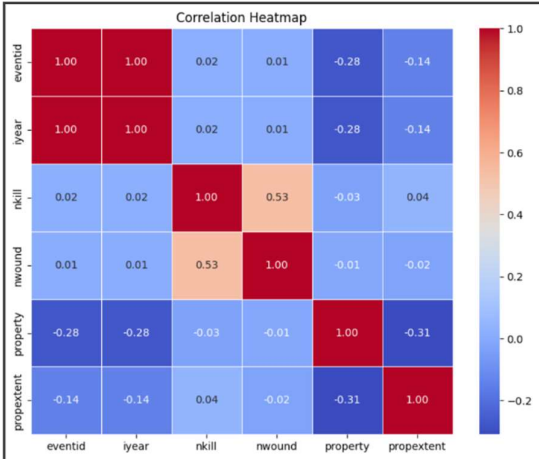 Correlation Heatmap
eventid 1.00 1.00 0.02 0.01 -0.28 -0.14
iyear 1.00 1.00 0.02 0.01 -0.28 -0.14
nkill 0.02 0.02 1.00 0.53 -0.03 0.04
nwound 0.01 0.01 0.53 1.00 -0.01 -0.02
property -0.28 -0.28 -0.03 -0.01 1.00 -0.31
propextent -0.14 -0.14 0.04 -0.02 -0.31 1.00
eventid iyear nkill nwound property propextent
1.0
0.8
0.6
0.4
0.2
0.0
−0.2